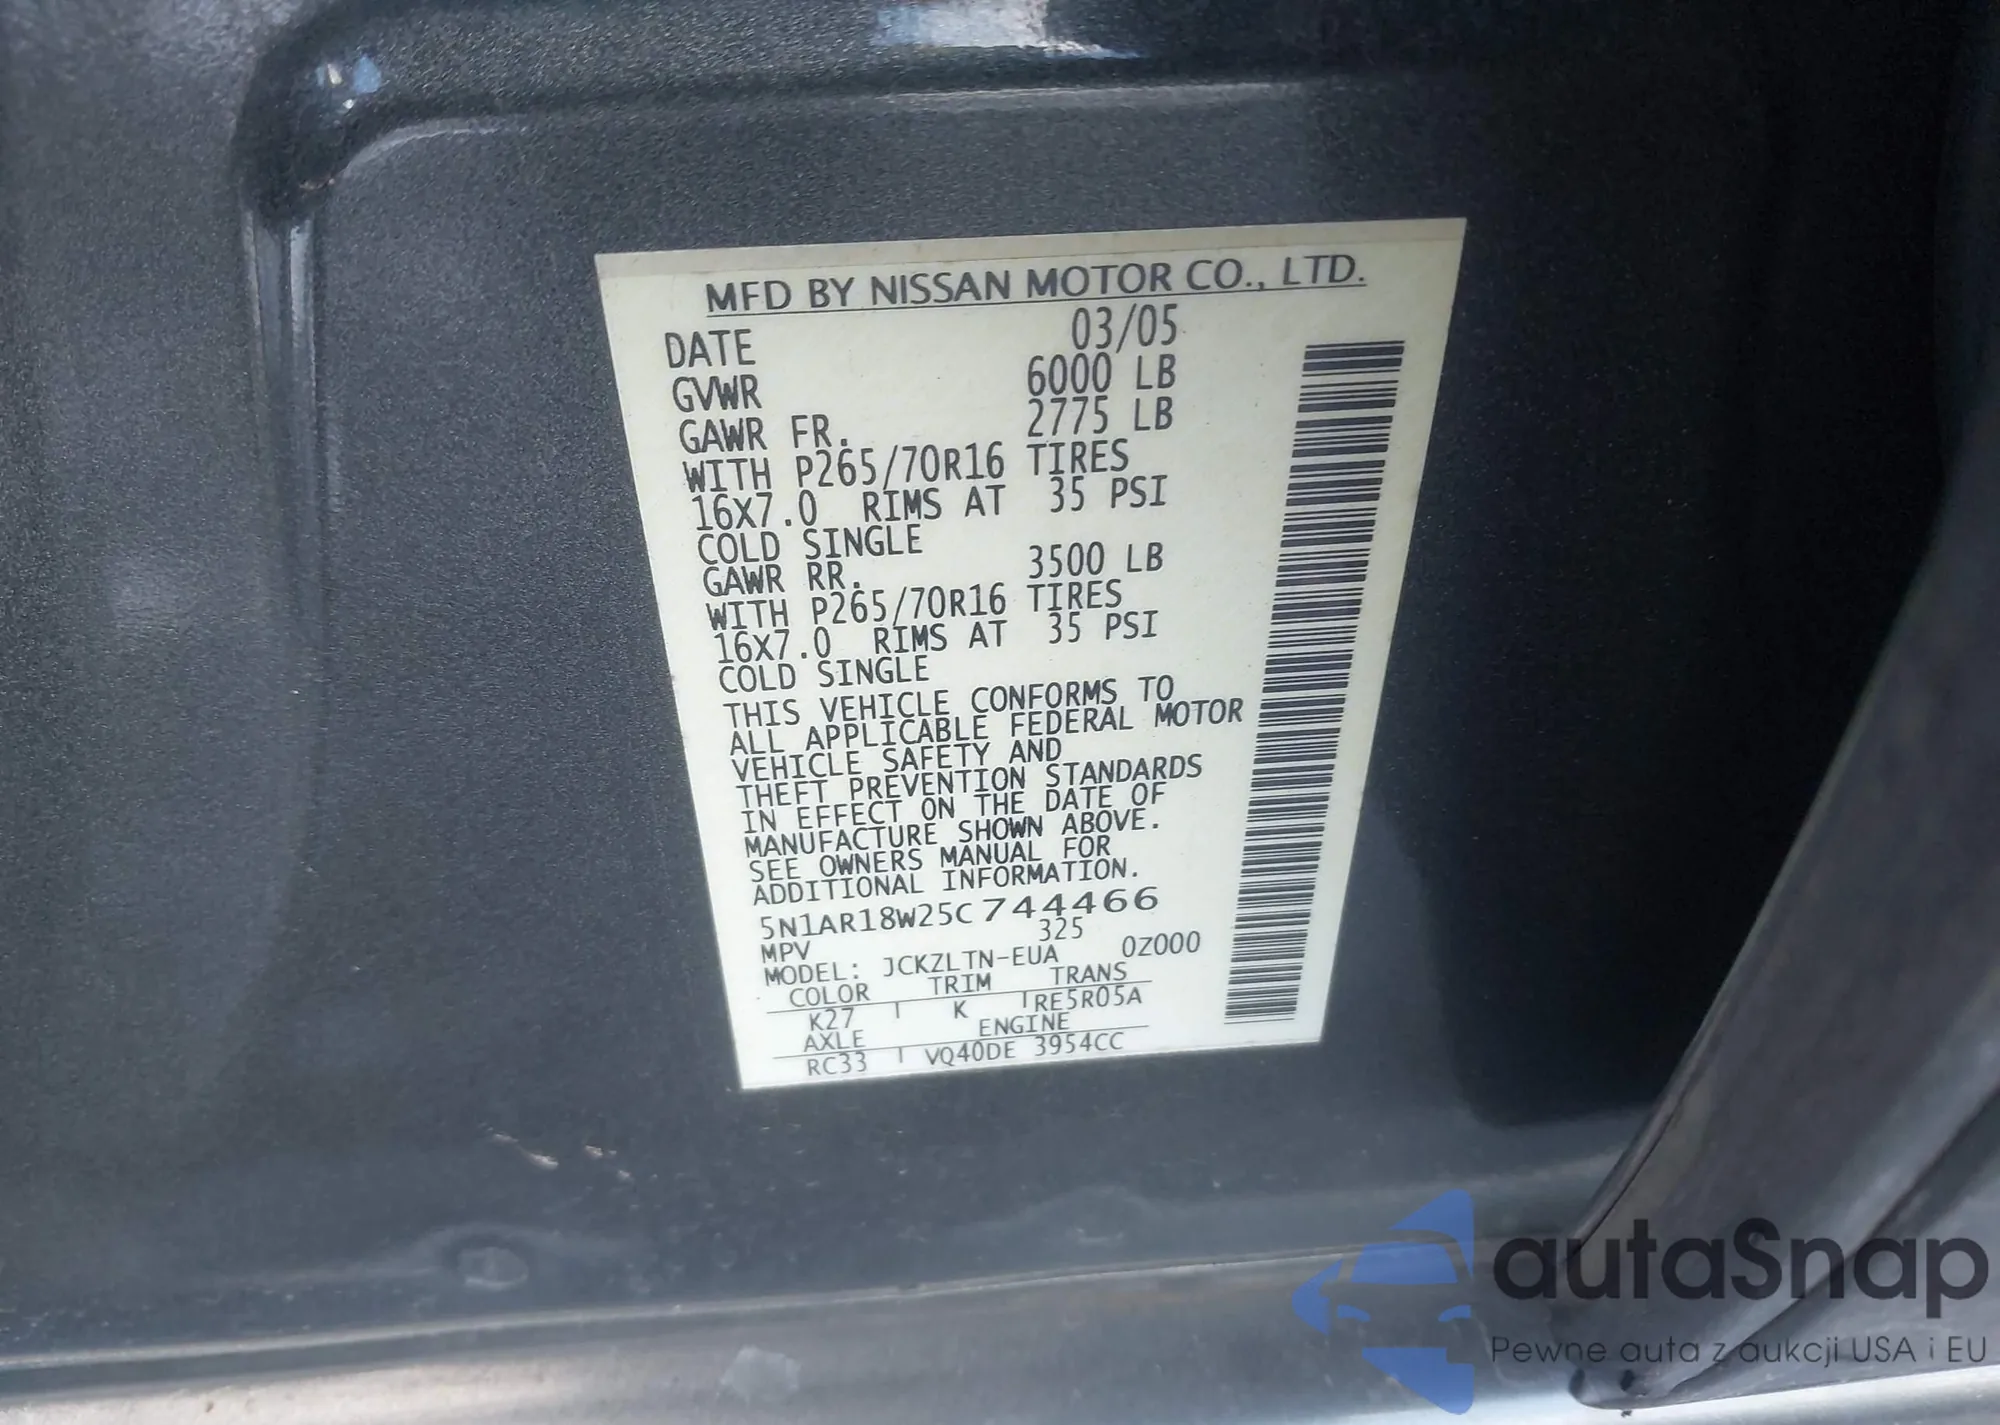 MFD BY NISSAN MOTOR CO., LTD.
DATE 03/05
GVWR 6000 LB
GAWR FR. 2775 LB
WITH P265/70R16 TIRES
16X7.0 RIMS AT 35 PSI
COLD SINGLE
GAWR RR. 3500 LB
WITH P265/70R16 TIRES
16X7.0 RIMS AT 35 PSI
COLD SINGLE
THIS VEHICLE CONFORMS TO
ALL APPLICABLE FEDERAL MOTOR
VEHICLE SAFETY AND
THEFT PREVENTION STANDARDS
IN EFFECT ON THE DATE OF
MANUFACTURE SHOWN ABOVE.
SEE OWNERS MANUAL FOR
ADDITIONAL INFORMATION.
5N1AR18W25C744466
MPV 325
MODEL: JCKZLTN-EUA 0Z000
COLOR TRIM TRANS
K27 K RE5R05A
AXLE ENGINE
RC33 VQ40DE 3954CC
autaSnap
Pewne auta z aukcji USA i EU